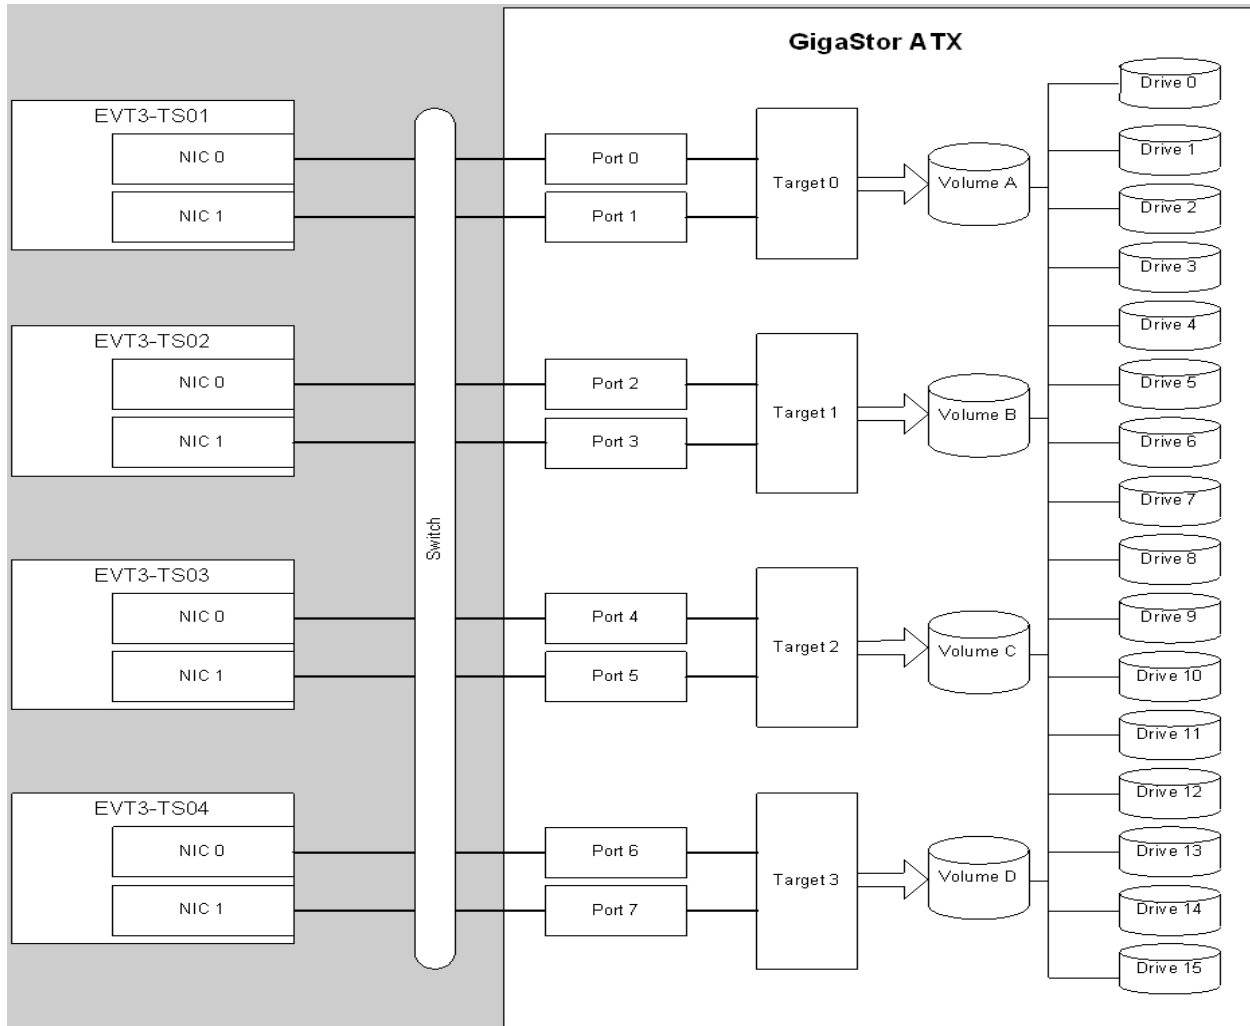 GigaStor ATX
EVT3-TS01
NIC 0
NIC 1
EVT3-TS02
NIC 0
NIC 1
EVT3-TS03
NIC 0
NIC 1
EVT3-TS04
NIC 0
NIC 1
Switch
Port 0
Port 1
Port 2
Port 3
Port 4
Port 5
Port 6
Port 7
Target 0
Target 1
Target 2
Target 3
Volume A
Volume B
Volume C
Volume D
Drive 0
Drive 1
Drive 2
Drive 3
Drive 4
Drive 5
Drive 6
Drive 7
Drive 8
Drive 9
Drive 10
Drive 11
Drive 12
Drive 13
Drive 14
Drive 15